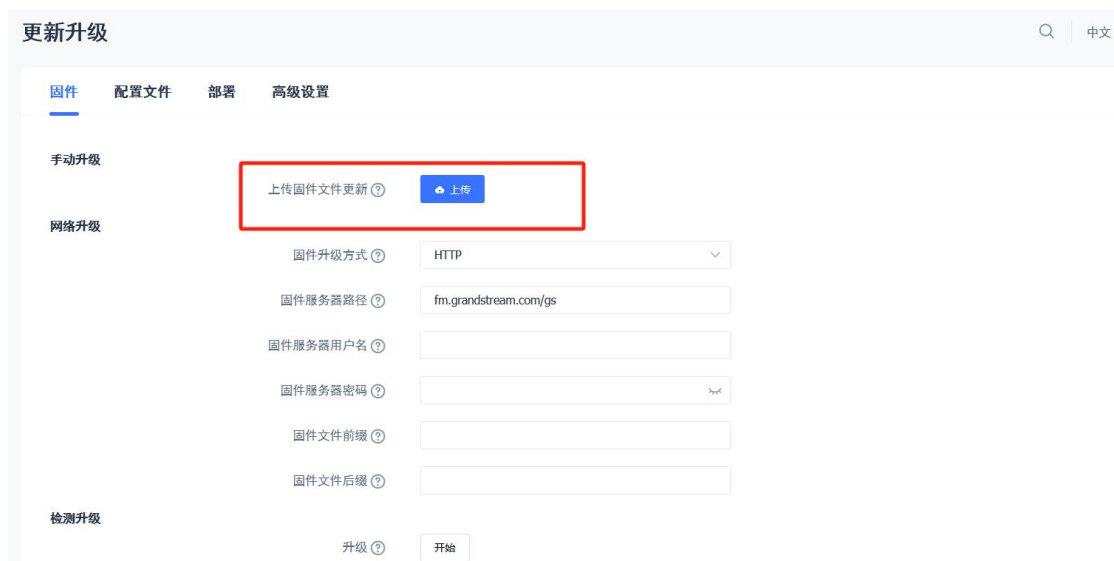 更新升级
中文
固件 配置文件 部署 高级设置
手动升级
上传固件文件更新 ? 上传
网络升级
固件升级方式 ? HTTP
固件服务器路径 ? fm.grandstream.com/gs
固件服务器用户名 ?
固件服务器密码 ?
固件文件前缀 ?
固件文件后缀 ?
检测升级
升级 ? 开始